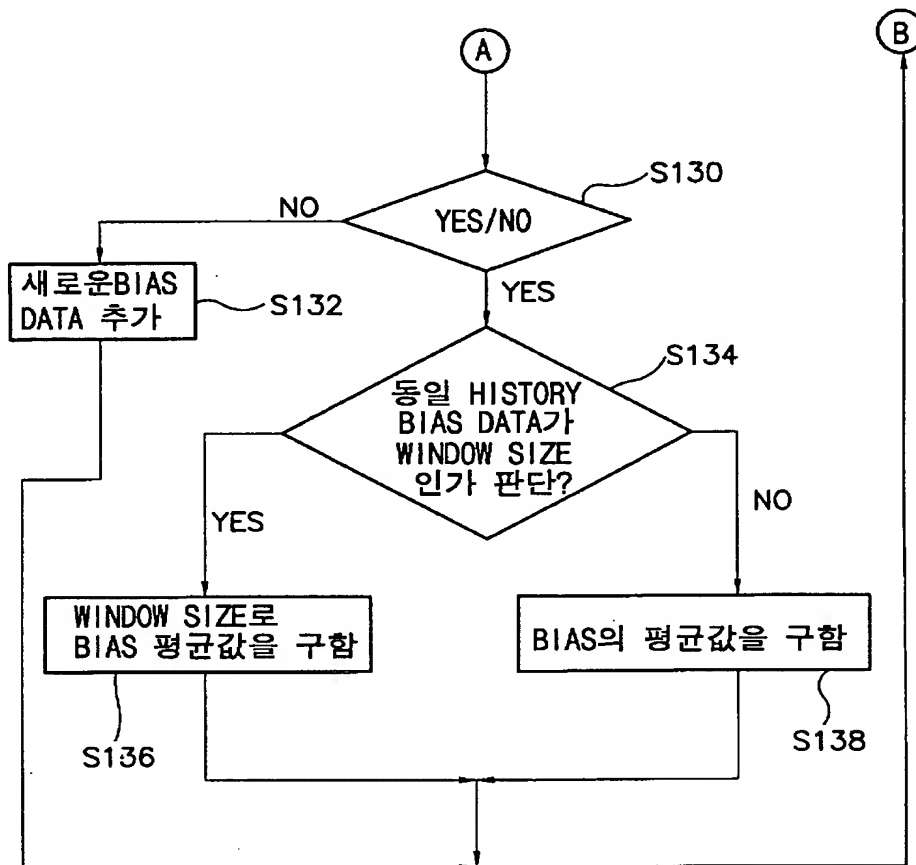 A
B
S130
NO
YES/NO
새로운BIAS
DATA 추가
S132
YES
S134
동일 HISTORY
BIAS DATA가
WINDOW SIZE
인가 판단?
YES
NO
WINDOW SIZE로
BIAS 평균값을 구함
BIAS의 평균값을 구함
S136
S138